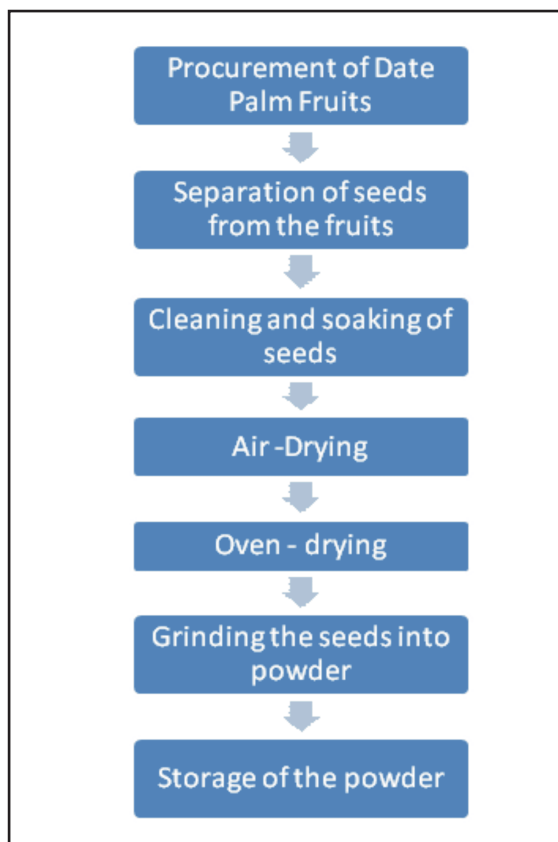 Procurement of Date
Palm Fruits
Separation of seeds
from the fruits
Cleaning and soaking of
seeds
Air -Drying
Oven - drying
Grinding the seeds into
powder
Storage of the powder